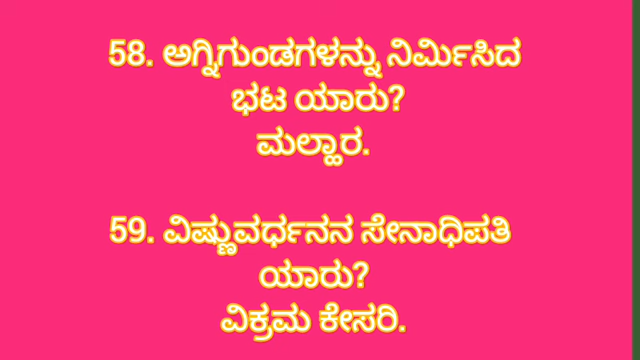 58. ಅಗ್ನಿಗುಂಡಗಳನ್ನು ನಿರ್ಮಿಸಿದ
ಭಟ ಯಾರು?
ಮಲ್ಹಾರ.
59. ವಿಷ್ಣುವರ್ಧನನ ಸೇನಾಧಿಪತಿ
ಯಾರು?
ವಿಕ್ರಮ ಕೇಸರಿ.